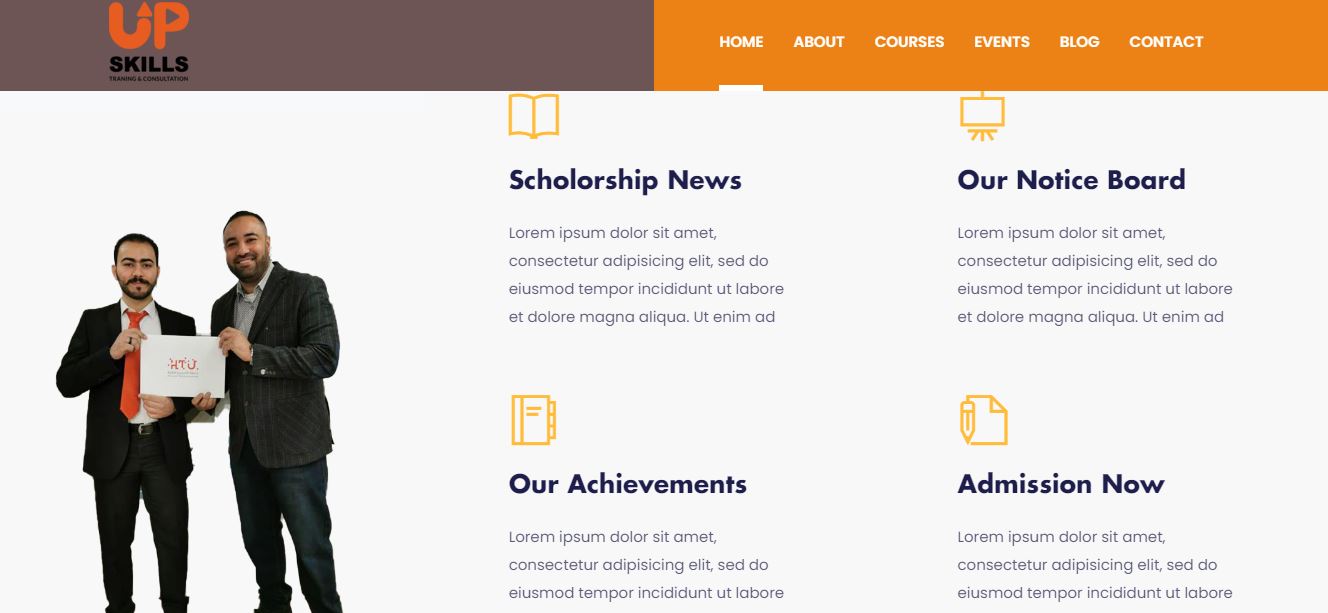 UP
SKILLS
TRANING & CONSULTATION
HOME ABOUT COURSES EVENTS BLOG CONTACT
Scholorship News
Lorem ipsum dolor sit amet,
consectetur adipisicing elit, sed do
eiusmod tempor incididunt ut labore
et dolore magna aliqua. Ut enim ad
Our Notice Board
Lorem ipsum dolor sit amet,
consectetur adipisicing elit, sed do
eiusmod tempor incididunt ut labore
et dolore magna aliqua. Ut enim ad
HTU
Our Achievements
Lorem ipsum dolor sit amet,
consectetur adipisicing elit, sed do
eiusmod tempor incididunt ut labore
Admission Now
Lorem ipsum dolor sit amet,
consectetur adipisicing elit, sed do
eiusmod tempor incididunt ut labore